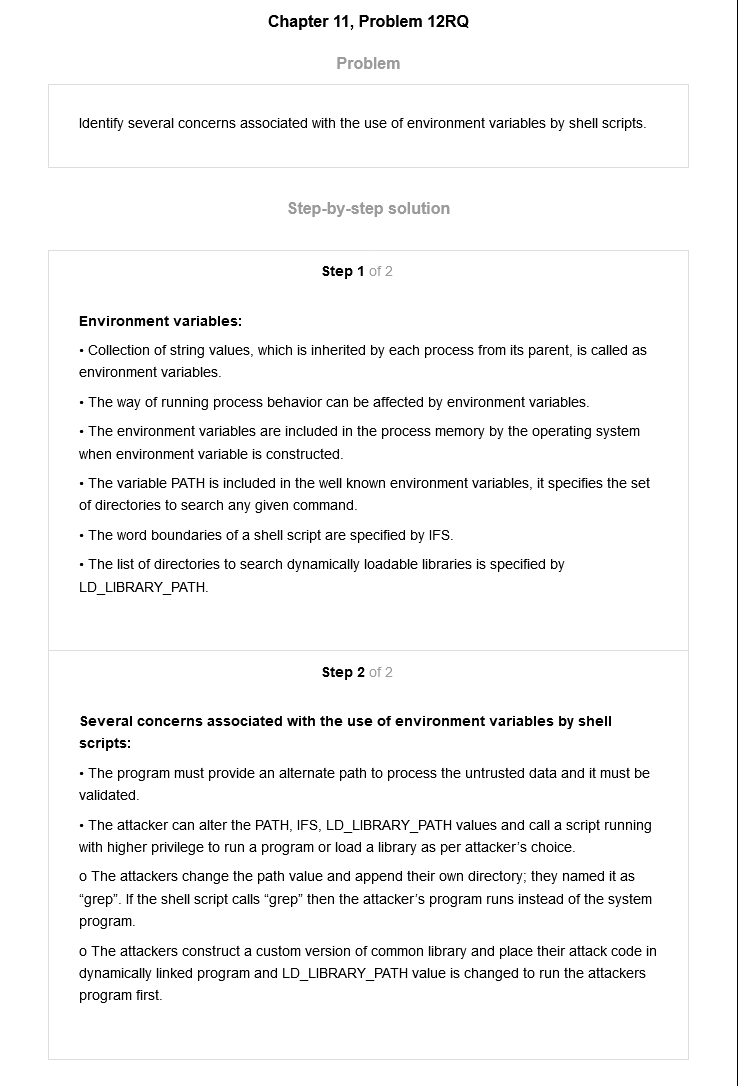 Chapter 11, Problem 12RQ
Problem
Identify several concerns associated with the use of environment variables by shell scripts.
Step-by-step solution
Step 1 of 2
Environment variables:
• Collection of string values, which is inherited by each process from its parent, is called as
environment variables.
• The way of running process behavior can be affected by environment variables.
• The environment variables are included in the process memory by the operating system
when environment variable is constructed.
• The variable PATH is included in the well known environment variables, it specifies the set
of directories to search any given command.
• The word boundaries of a shell script are specified by IFS.
• The list of directories to search dynamically loadable libraries is specified by
LD_LIBRARY_PATH.
Step 2 of 2
Several concerns associated with the use of environment variables by shell
scripts:
• The program must provide an alternate path to process the untrusted data and it must be
validated.
• The attacker can alter the PATH, IFS, LD_LIBRARY_PATH values and call a script running
with higher privilege to run a program or load a library as per attacker’s choice.
o The attackers change the path value and append their own directory; they named it as
“grep”. If the shell script calls “grep” then the attacker’s program runs instead of the system
program.
o The attackers construct a custom version of common library and place their attack code in
dynamically linked program and LD_LIBRARY_PATH value is changed to run the attackers
program first.